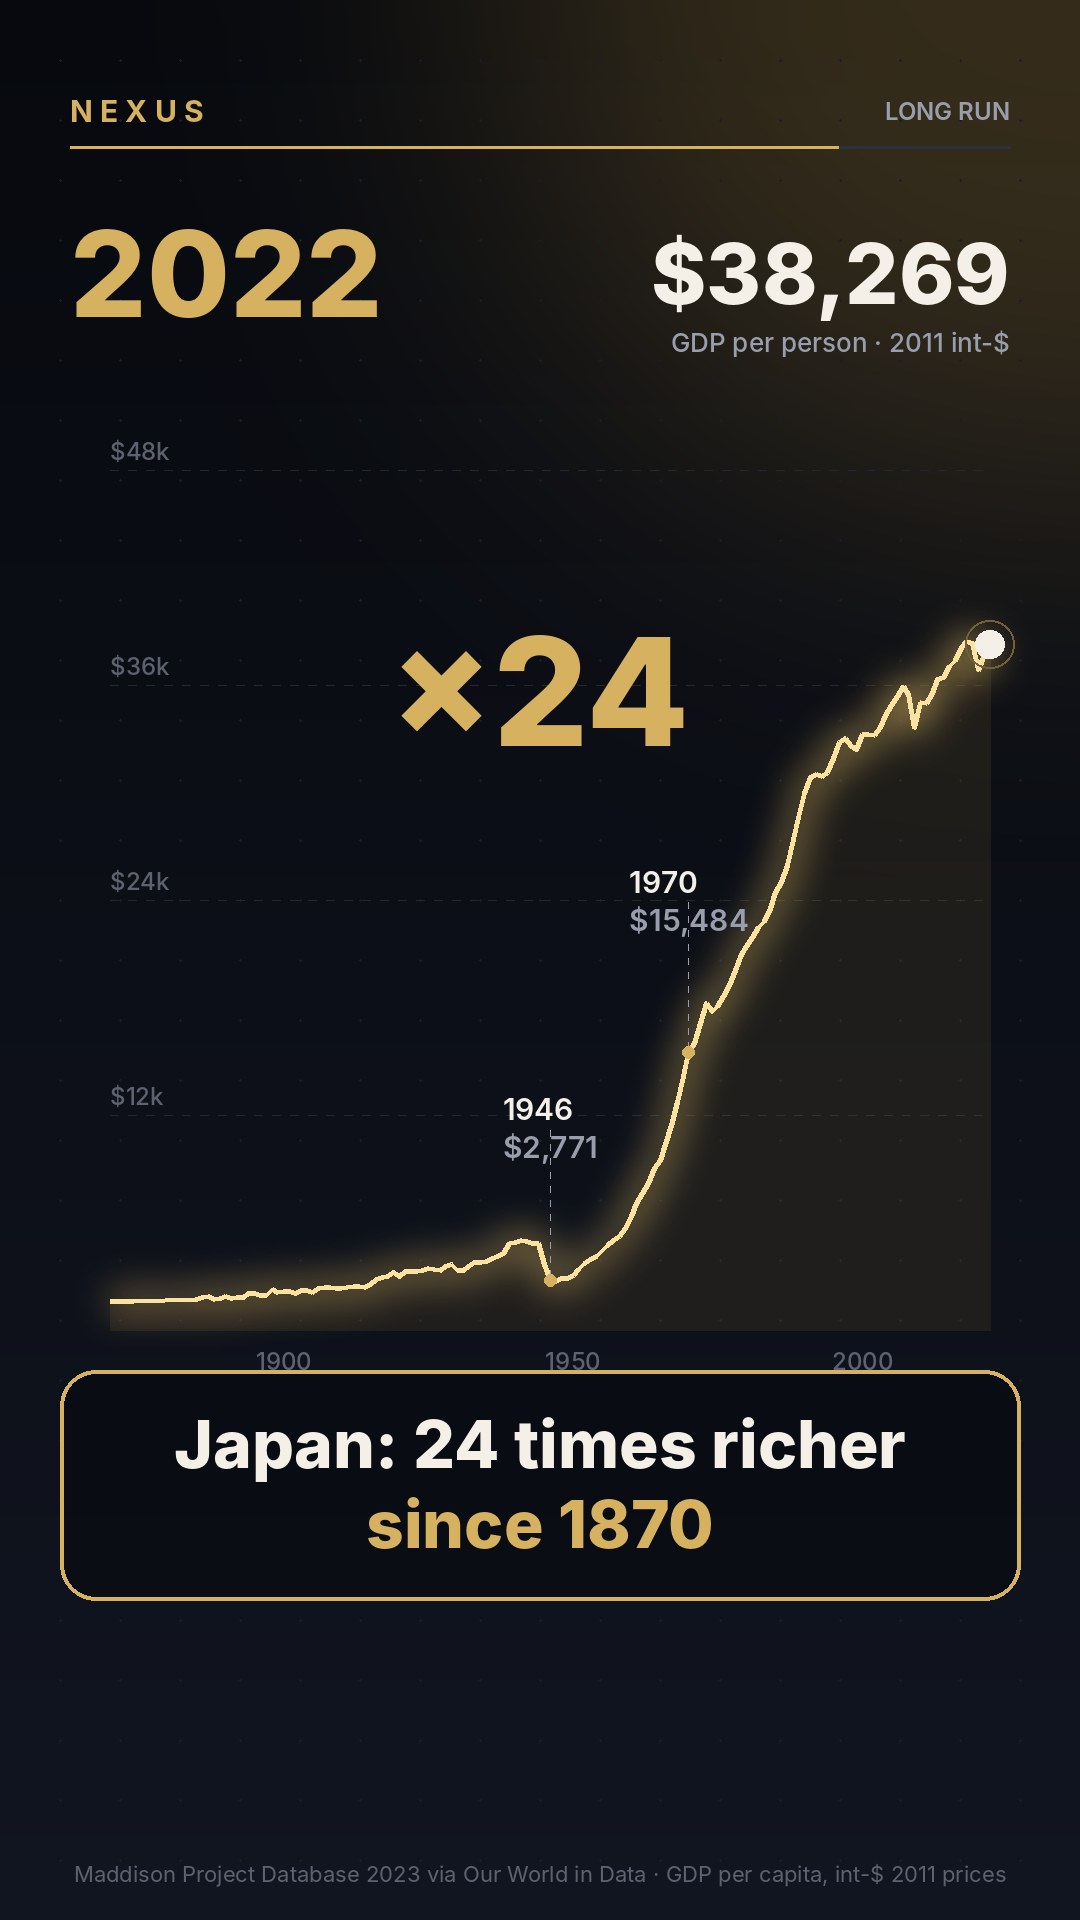 NEXUS
LONG RUN
2022
$38,269
GDP per person · 2011 int-$
$48k
×24
$36k
1970
$24k
$15,484
1946
$12k
$2,771
1900 1950 2000
Japan: 24 times richer
since 1870
Maddison Project Database 2023 via Our World in Data · GDP per capita, int-$ 2011 prices